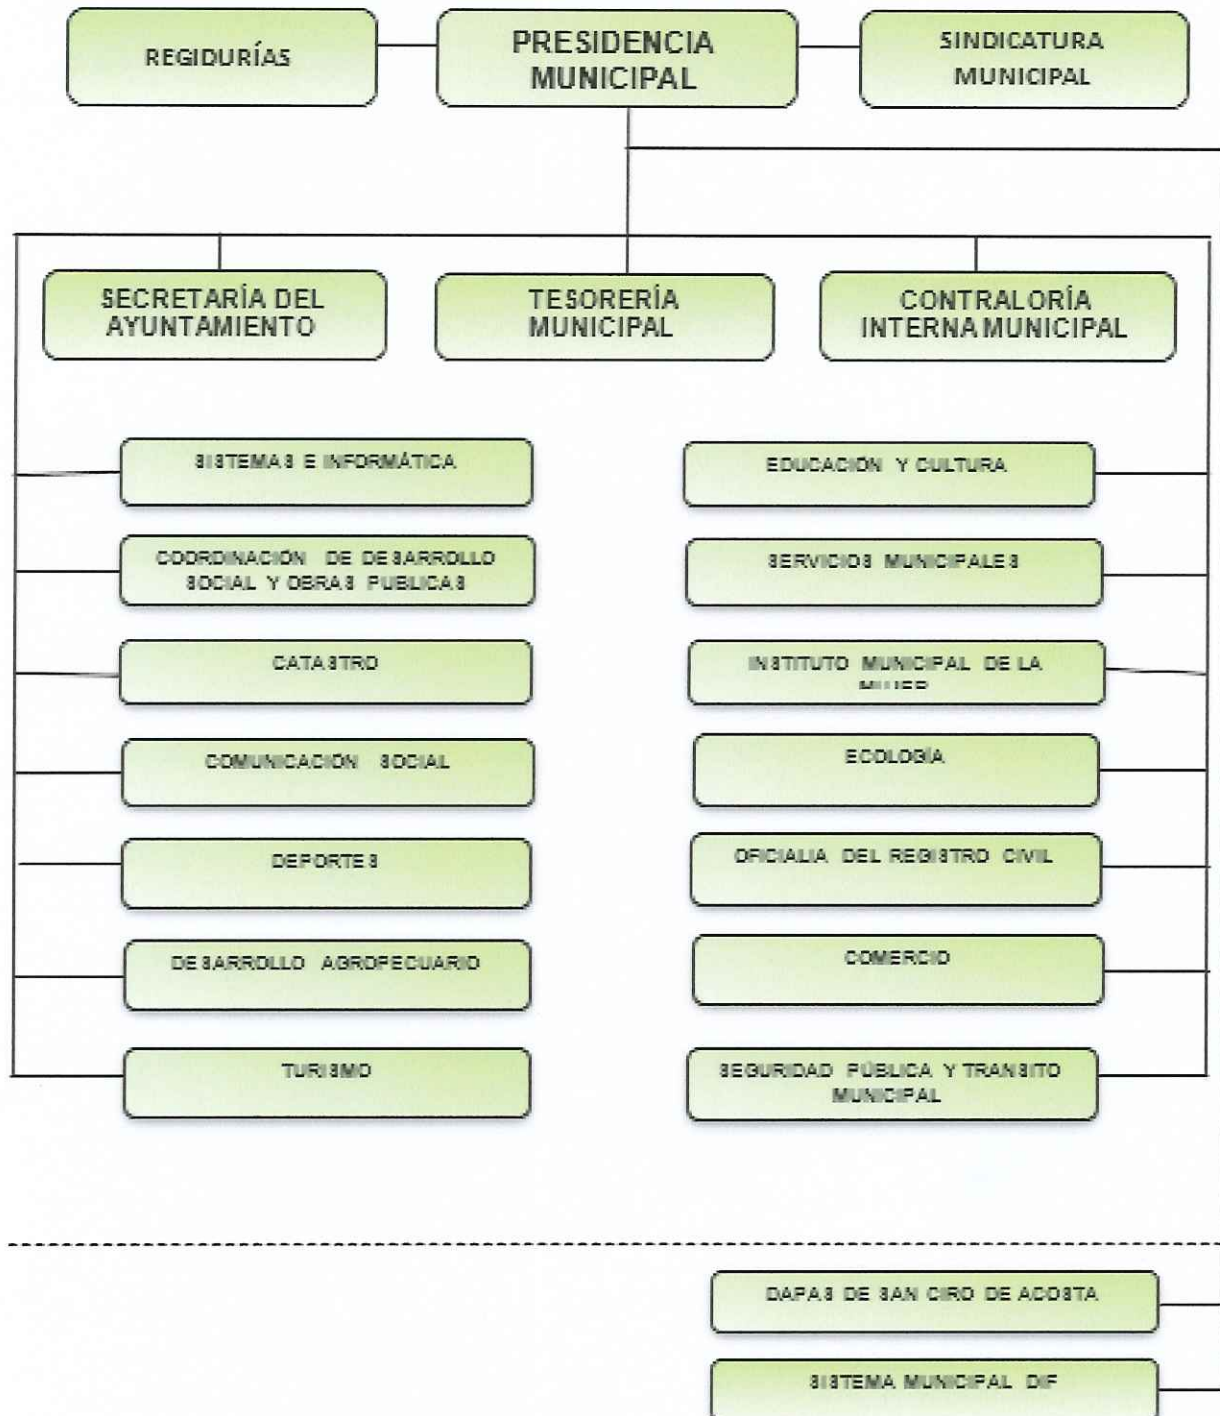 REGIDURÍAS
PRESIDENCIA
MUNICIPAL
SINDICATURA
MUNICIPAL
SECRETARÍA DEL
AYUNTAMIENTO
TESORERÍA
MUNICIPAL
CONTRALORÍA
INTERNA MUNICIPAL
SISTEMAS E INFORMÁTICA
COORDINACIÓN DE DESARROLLO
SOCIAL Y OBRAS PUBLICAS
CATASTRO
COMUNICACIÓN SOCIAL
DEPORTES
DESARROLLO AGROPECUARIO
TURISMO
EDUCACIÓN Y CULTURA
SERVICIOS MUNICIPALES
INSTITUTO MUNICIPAL DE LA
MUJER
ECOLOGÍA
OFICIALIA DEL REGISTRO CIVIL
COMERCIO
SEGURIDAD PÚBLICA Y TRANSITO
MUNICIPAL
DAPAS DE SAN CIRO DE ACOSTA
SISTEMA MUNICIPAL DIF